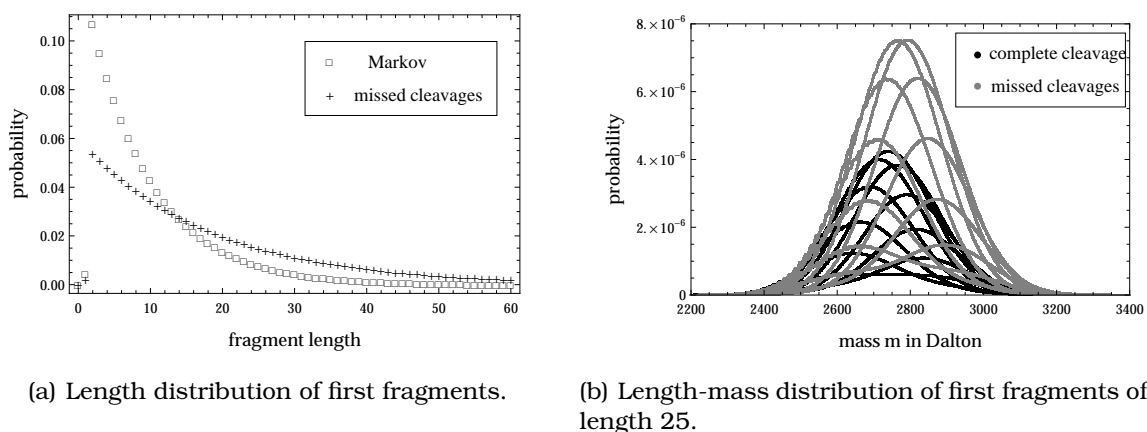 0.10
0.08
0.06
0.04
0.02
0.00
probability
□ Markov
+ missed cleavages
0 10 20 30 40 50 60
fragment length
(a) Length distribution of first fragments.
8.×10⁻⁶
6.×10⁻⁶
4.×10⁻⁶
2.×10⁻⁶
0
probability
● complete cleavage
● missed cleavages
2200 2400 2600 2800 3000 3200 3400
mass m in Dalton
(b) Length-mass distribution of first fragments of
length 25.